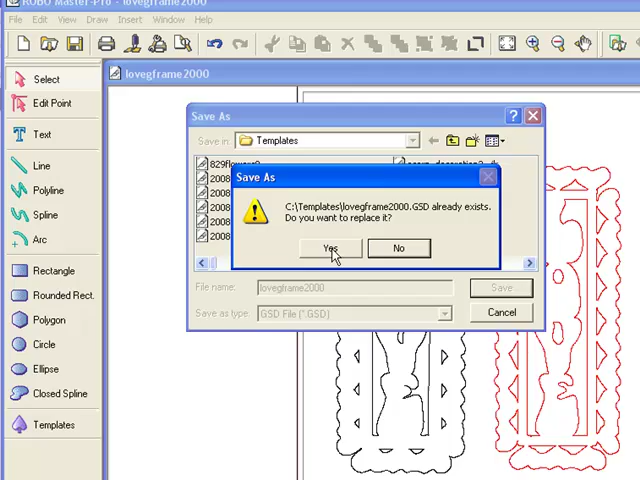 ROBO Master-Pro - lovegframe2000
File Edit View Draw Insert Window Help
lovegframe2000
Select
Edit Point
Text
Line
Polyline
Spline
Arc
Rectangle
Rounded Rect.
Polygon
Circle
Ellipse
Closed Spline
Templates
Save As
Save in: Templates
829flowers
2008
2008
2008
2008
2008
Save As
C:\Templates\lovegframe2000.GSD already exists.
Do you want to replace it?
Yes No
File name: lovegframe2000 Save
Save as type: GSD File (*.GSD) Cancel